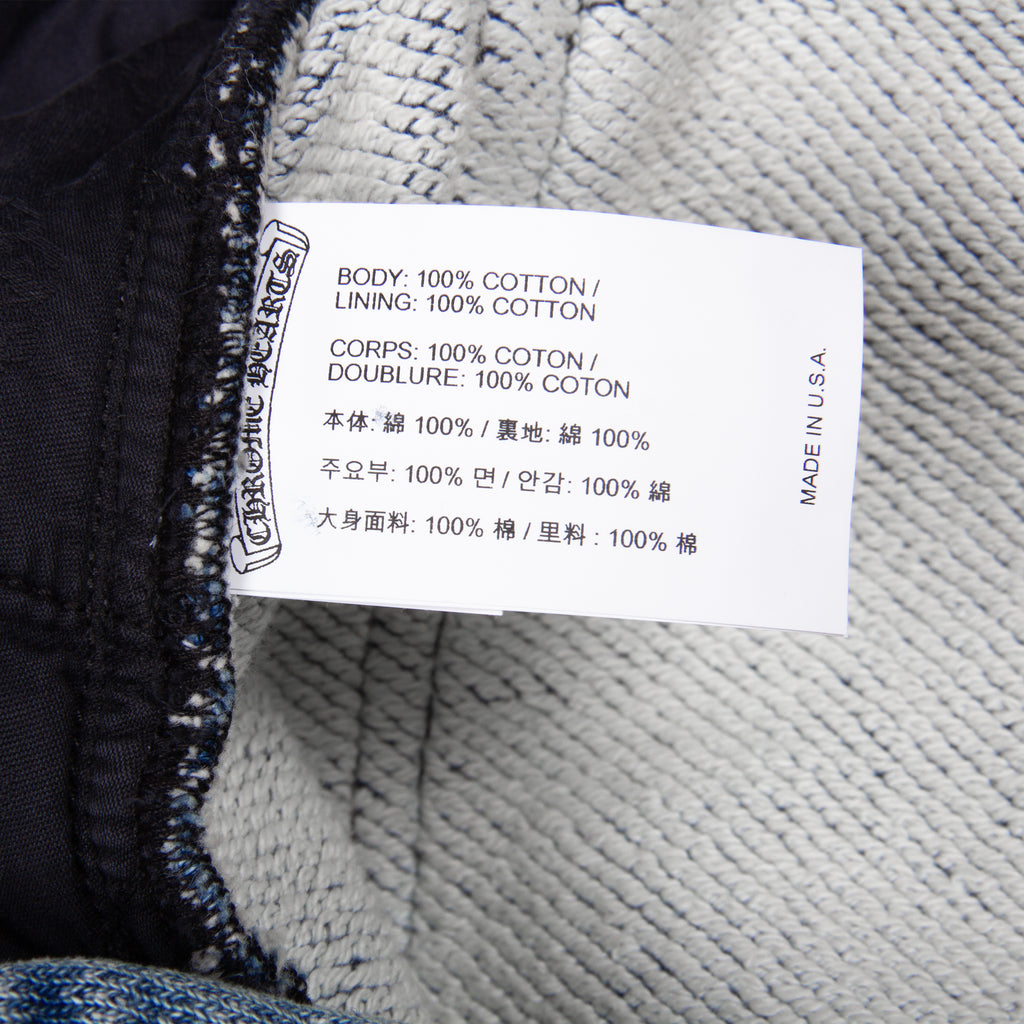 CHROME HEARTS
BODY: 100% COTTON /
LINING: 100% COTTON
CORPS: 100% COTON /
DOUBLURE: 100% COTON
本体: 綿 100% / 裏地: 綿 100%
주요부: 100% 면 / 안감: 100% 綿
大身面料: 100% 棉 / 里料 : 100% 棉
MADE IN U.S.A.